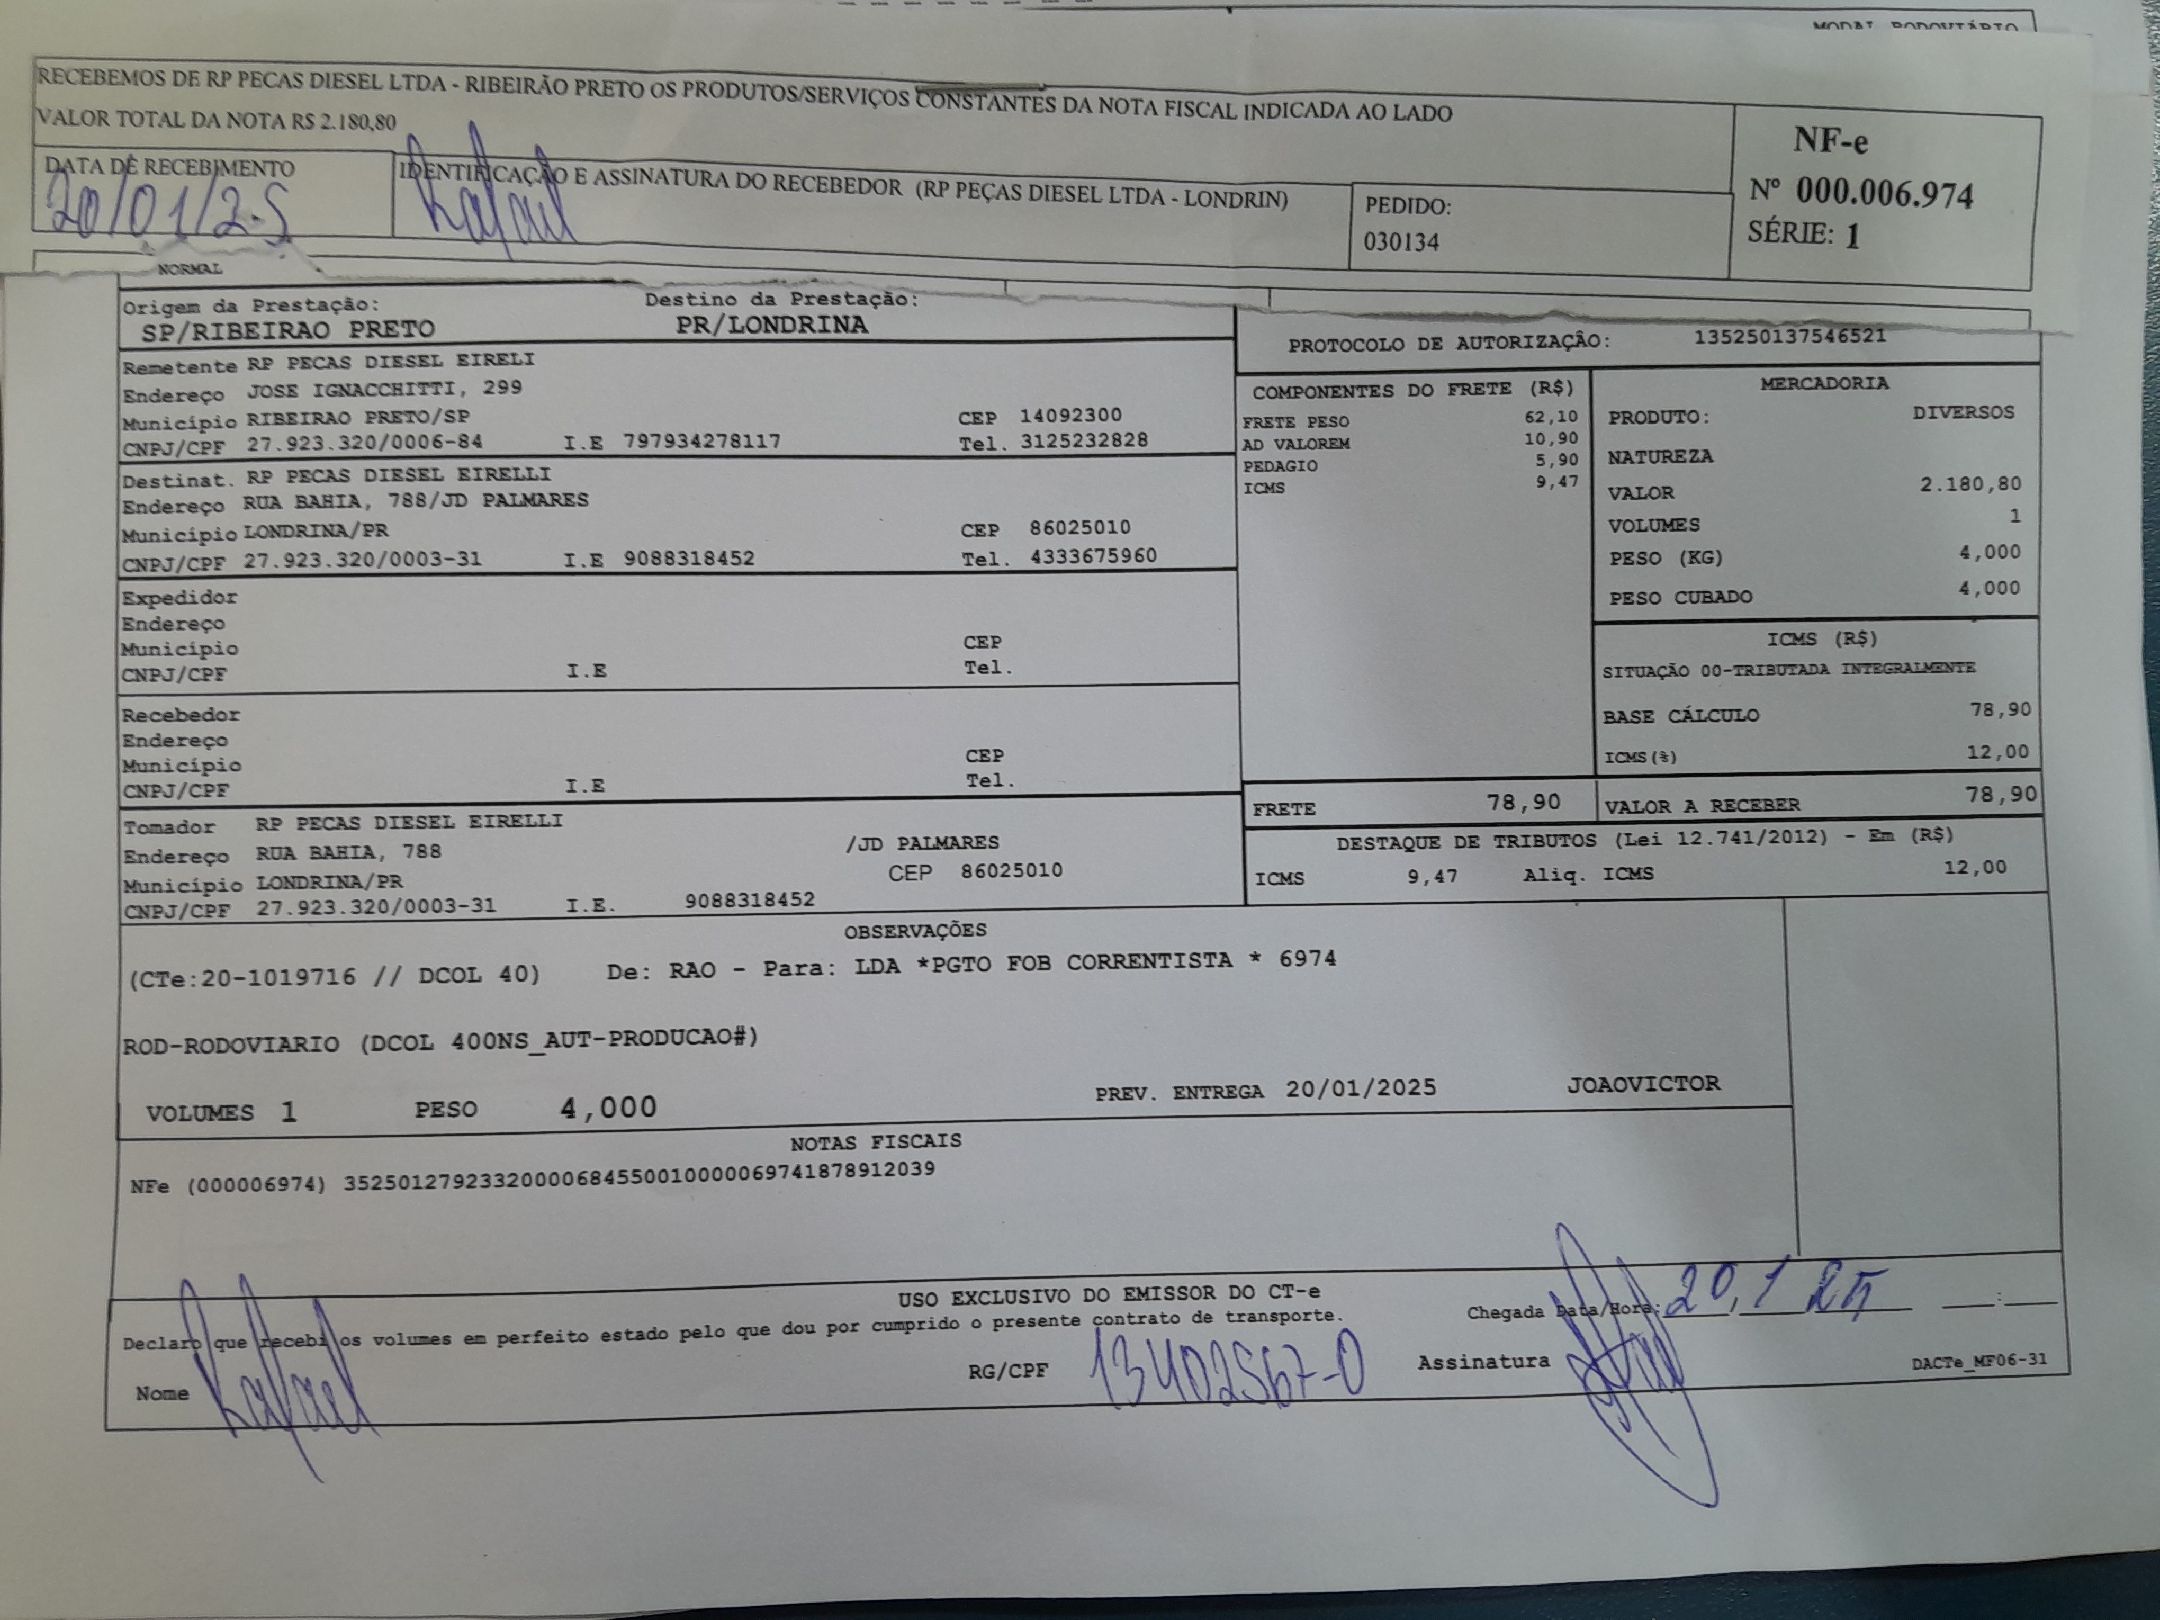 MODAL RODOVIÁRIO
RECEBEMOS DE RP PECAS DIESEL LTDA - RIBEIRÃO PRETO OS PRODUTOS/SERVIÇOS CONSTANTES DA NOTA FISCAL INDICADA AO LADO
VALOR TOTAL DA NOTA R$ 2.180,80
DATA DE RECEBIMENTO
20/01/25
IDENTIFICAÇÃO E ASSINATURA DO RECEBEDOR (RP PEÇAS DIESEL LTDA - LONDRIN)
Rafael
PEDIDO:
030134
NF-e
Nº 000.006.974
SÉRIE: 1
NORMAL
Origem da Prestação: Destino da Prestação:
SP/RIBEIRAO PRETO PR/LONDRINA
Remetente RP PECAS DIESEL EIRELI
Endereço JOSE IGNACCHITTI, 299
Município RIBEIRAO PRETO/SP CEP 14092300
CNPJ/CPF 27.923.320/0006-84 I.E 797934278117 Tel. 3125232828
Destinat. RP PECAS DIESEL EIRELLI
Endereço RUA BAHIA, 788/JD PALMARES
Município LONDRINA/PR CEP 86025010
CNPJ/CPF 27.923.320/0003-31 I.E 9088318452 Tel. 4333675960
Expedidor
Endereço
Município CEP
CNPJ/CPF I.E Tel.
Recebedor
Endereço
Município CEP
CNPJ/CPF I.E Tel.
Tomador RP PECAS DIESEL EIRELLI
Endereço RUA BAHIA, 788 /JD PALMARES
Município LONDRINA/PR CEP 86025010
CNPJ/CPF 27.923.320/0003-31 I.E. 9088318452
PROTOCOLO DE AUTORIZAÇÂO: 135250137546521
COMPONENTES DO FRETE (R$)
FRETE PESO 62,10
AD VALOREM 10,90
PEDAGIO 5,90
ICMS 9,47
MERCADORIA
PRODUTO: DIVERSOS
NATUREZA
VALOR 2.180,80
VOLUMES 1
PESO (KG) 4,000
PESO CUBADO 4,000
ICMS (R$)
SITUAÇÃO 00-TRIBUTADA INTEGRALMENTE
BASE CÁLCULO 78,90
ICMS(%) 12,00
FRETE 78,90 VALOR A RECEBER 78,90
DESTAQUE DE TRIBUTOS (Lei 12.741/2012) - Em (R$)
ICMS 9,47 Aliq. ICMS 12,00
OBSERVAÇÕES
(CTe:20-1019716 // DCOL 40) De: RAO - Para: LDA *PGTO FOB CORRENTISTA * 6974
ROD-RODOVIARIO (DCOL 400NS_AUT-PRODUCAO#)
VOLUMES 1 PESO 4,000 PREV. ENTREGA 20/01/2025 JOAOVICTOR
NOTAS FISCAIS
NFe (000006974) 35250127923320000684550010000069741878912039
USO EXCLUSIVO DO EMISSOR DO CT-e
Declaro que recebi os volumes em perfeito estado pelo que dou por cumprido o presente contrato de transporte.
Chegada Data/Hora: 20,1 25 __:__
Nome Rafael RG/CPF 13402567-0 Assinatura
DACTe_MF06-31